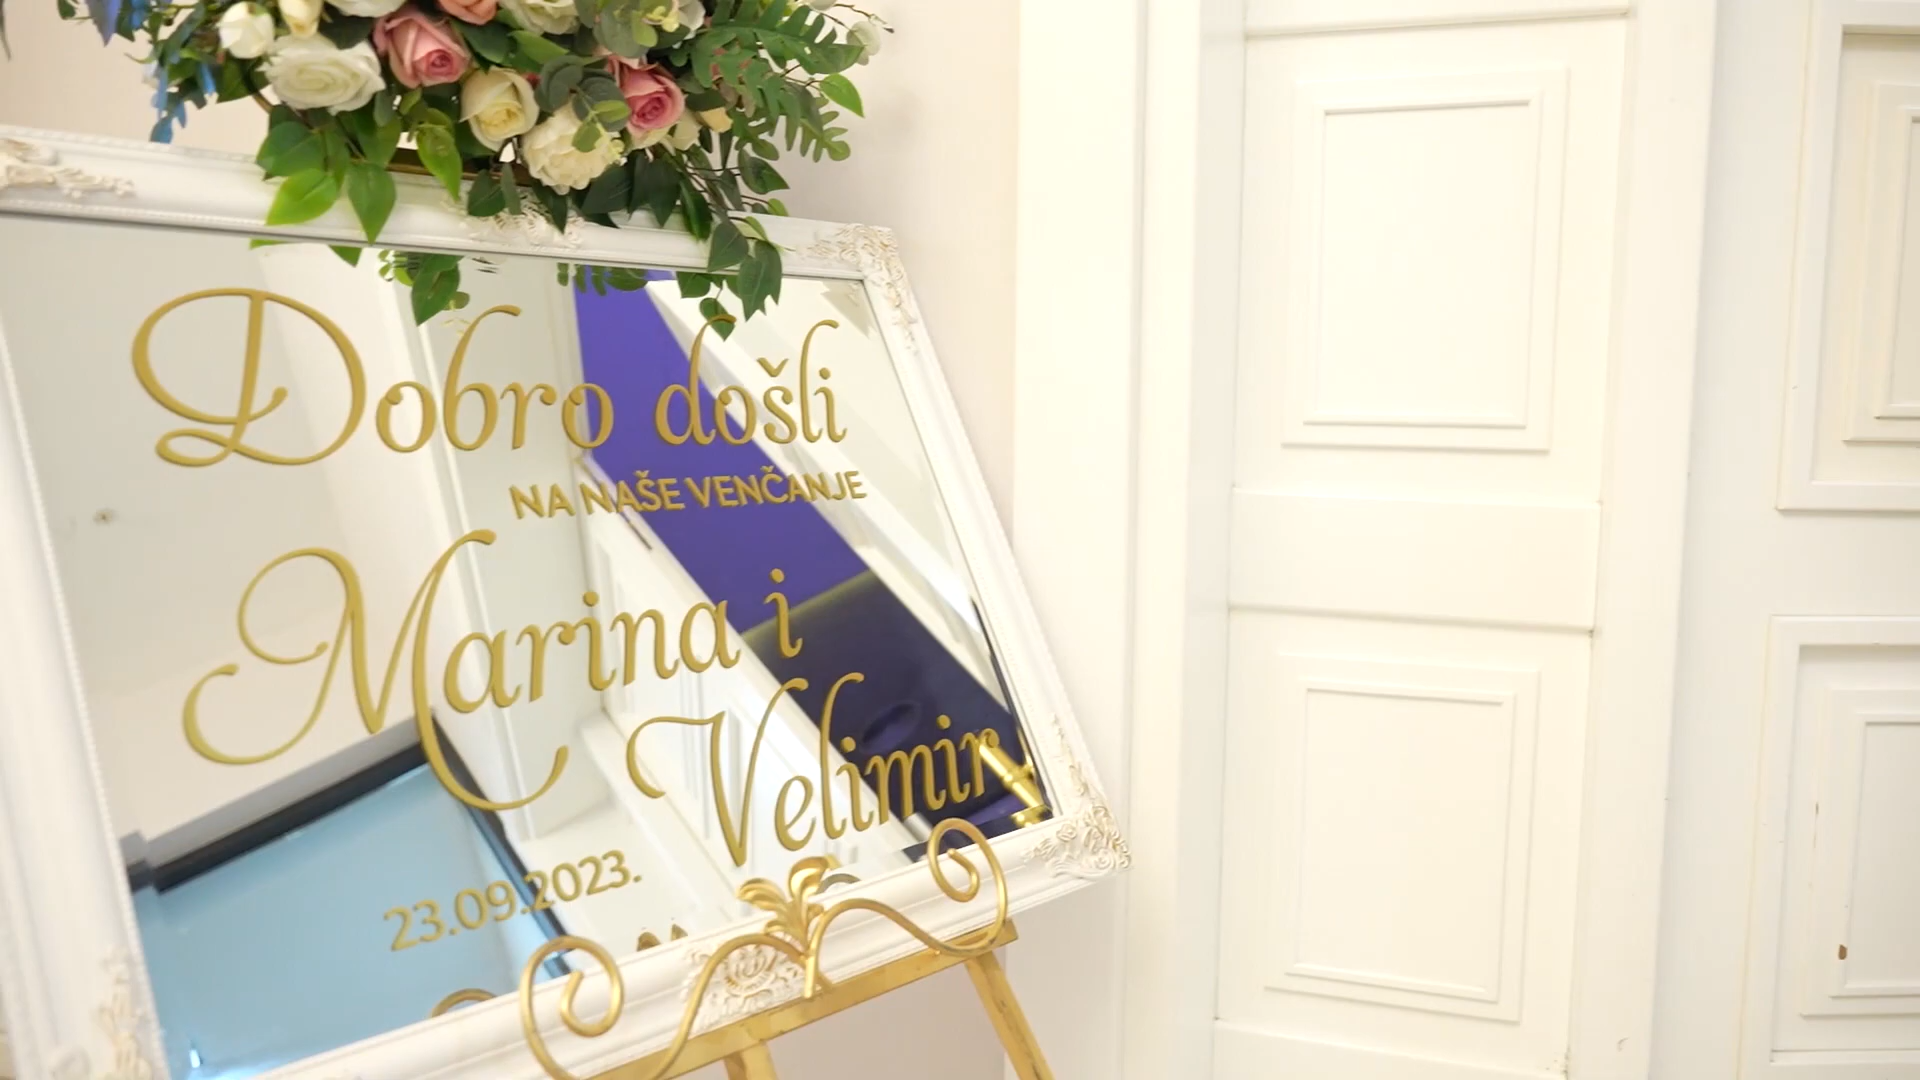 Dobro došli
NA NAŠE VENČANJE
Marina i
Velimir
23.09.2023.